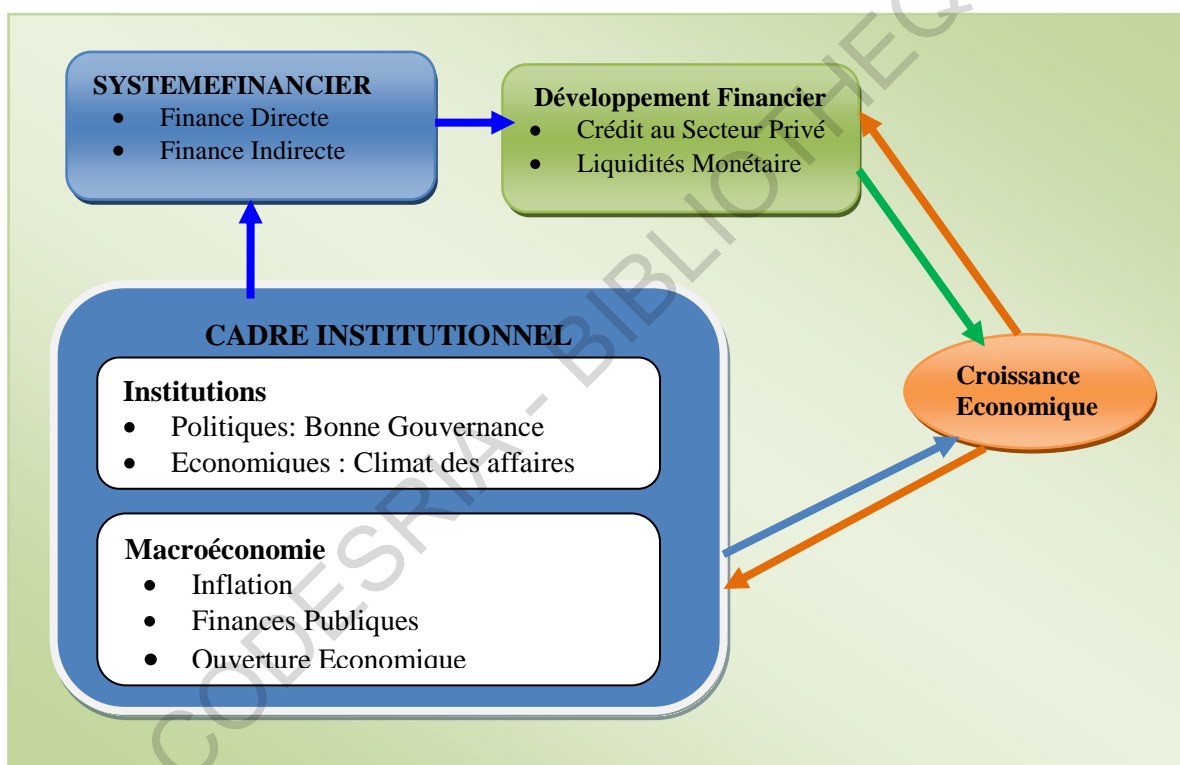 SYSTEMEFINANCIER
• Finance Directe
• Finance Indirecte
Développement Financier
• Crédit au Secteur Privé
• Liquidités Monétaire
CADRE INSTITUTIONNEL
Institutions
• Politiques: Bonne Gouvernance
• Economiques : Climat des affaires
Macroéconomie
• Inflation
• Finances Publiques
• Ouverture Economique
Croissance
Economique
CODESRIA - BIBLIOTHEQ